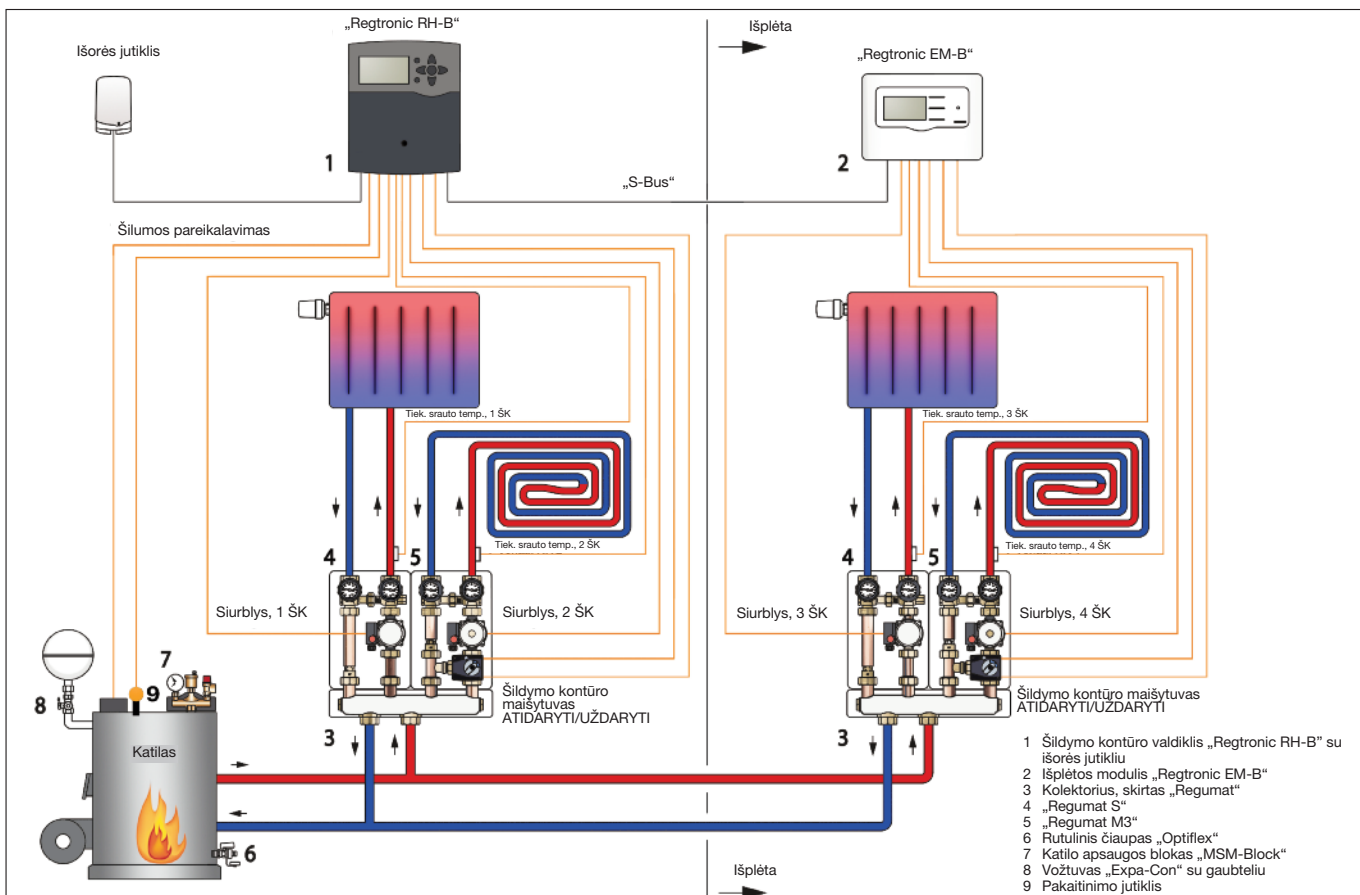 „Regtronic RH-B“
Išplėta
Išorės jutiklis
„Regtronic EM-B“
1
2
„S-Bus“
Šilumos pareikalavimas
Tiek. srauto temp., 1 ŠK
Tiek. srauto temp., 3 ŠK
Tiek. srauto temp., 2 ŠK
Tiek. srauto temp., 4 ŠK
4
5
4
5
Siurblys, 1 ŠK
Siurblys, 2 ŠK
Siurblys, 3 ŠK
Siurblys, 4 ŠK
7
9
8
Šildymo kontūro
maišytuvas
ATIDARYTI/UŽDARYTI
Šildymo kontūro maišytuvas
ATIDARYTI/UŽDARYTI
3
3
Katilas
6
1 Šildymo kontūro valdiklis „Regtronic RH-B” su
išorės jutikliu
2 Išplėtos modulis „Regtronic EM-B“
3 Kolektorius, skirtas „Regumat“
4 „Regumat S“
5 „Regumat M3“
6 Rutulinis čiaupas „Optiflex“
7 Katilo apsaugos blokas „MSM-Block“
8 Vožtuvas „Expa-Con“ su gaubteliu
9 Pakaitinimo jutiklis
Išplėta